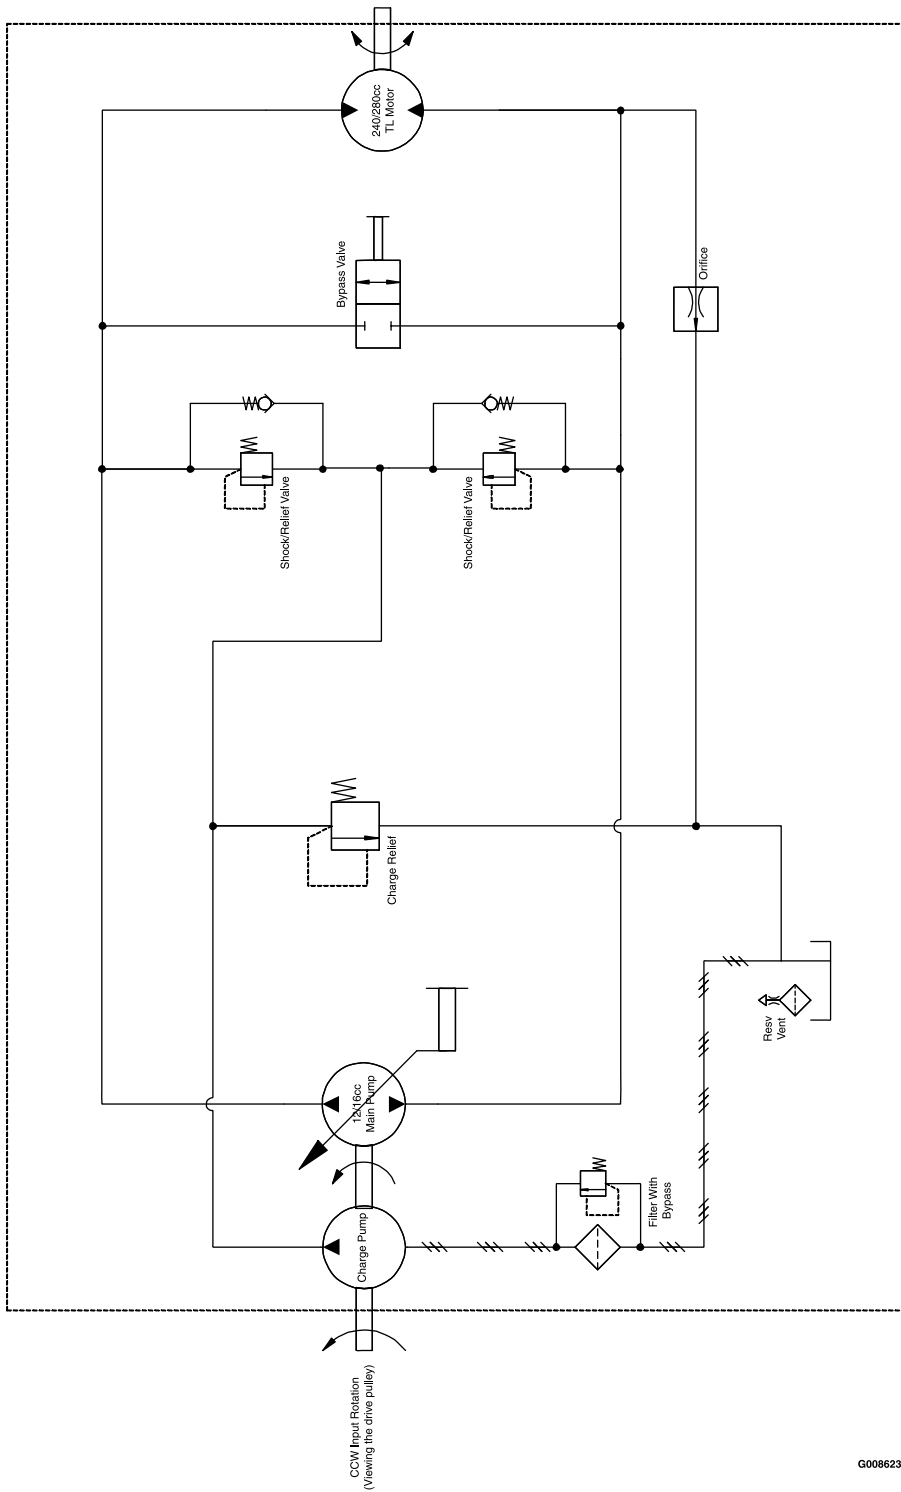 240/280cc
TL Motor
Bypass Valve
Orifice
Shock/Relief Valve
Shock/Relief Valve
Charge Relief
Resv
Vent
12/16cc
Main Pump
Filter With
Bypass
Charge Pump
CCW Input Rotation
(Viewing the drive pulley)
G008623